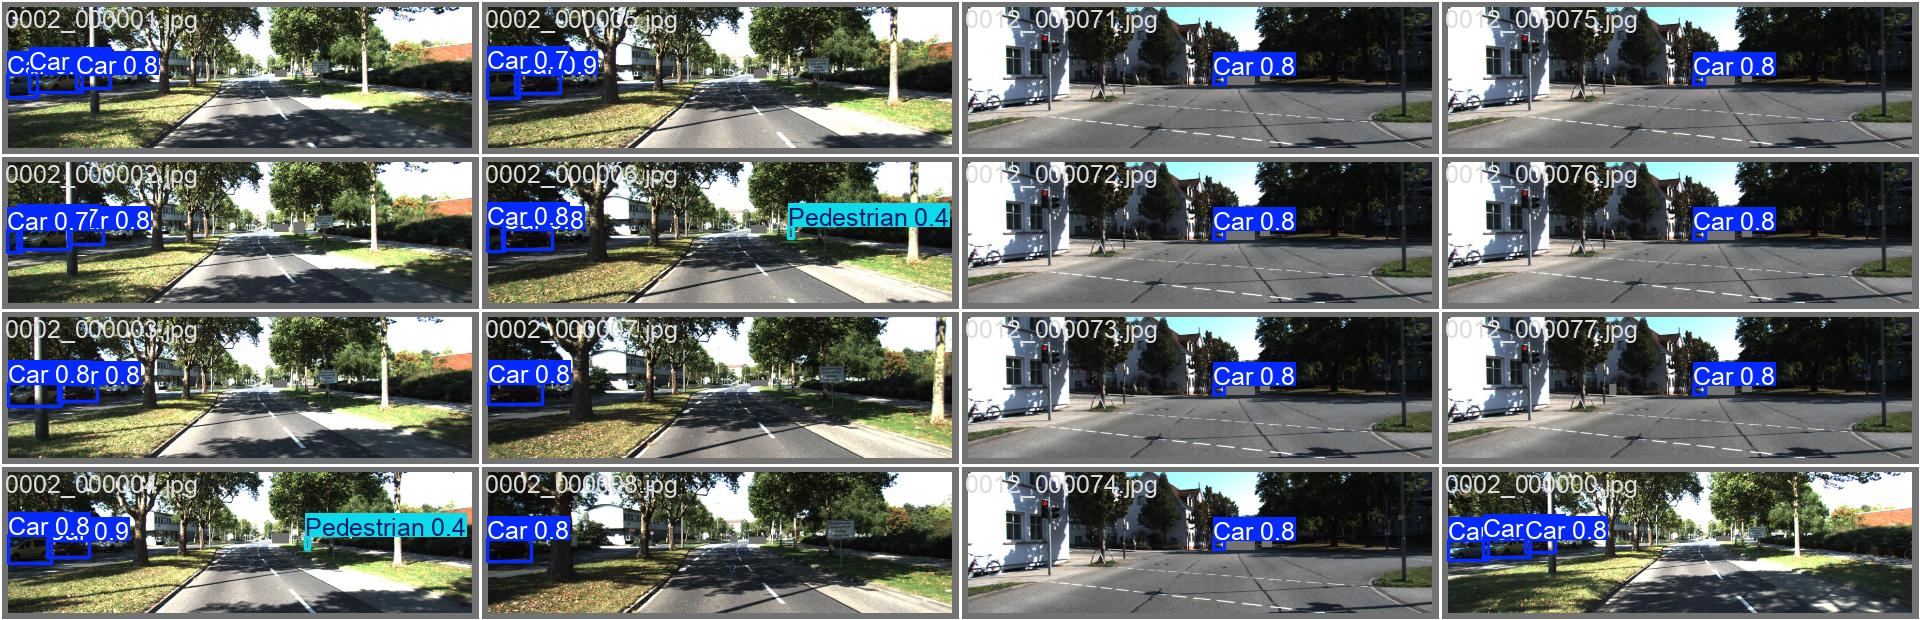 0002_000001.jpg
Car
Car 0.8
0002_000005.jpg
Car 0.7
0.9
0012_000071.jpg
Car 0.8
0012_000075.jpg
Car 0.8
0002_000002.jpg
Car 0.7
r 0.8
0002_000006.jpg
Car 0.8
8
Pedestrian 0.4
0012_000072.jpg
Car 0.8
0012_000076.jpg
Car 0.8
0002_000003.jpg
Car 0.8
r 0.8
0002_000007.jpg
Car 0.8
0012_000073.jpg
Car 0.8
0012_000077.jpg
Car 0.8
0002_000004.jpg
Car 0.8
0.9
Pedestrian 0.4
0002_000008.jpg
Car 0.8
0012_000074.jpg
Car 0.8
0002_000000.jpg
Car
Car 0.8